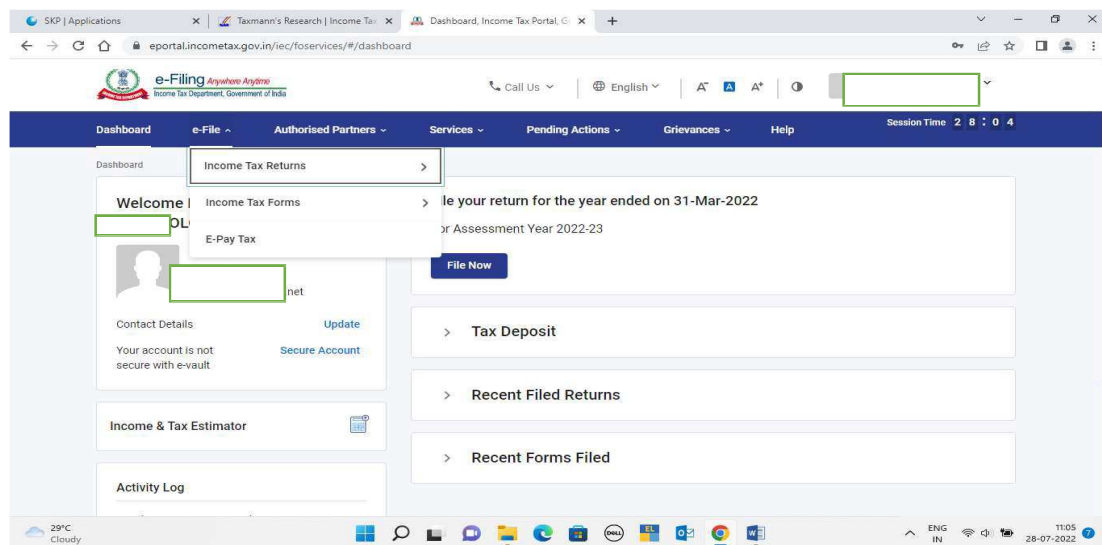 SKP | Applications
Taxmann's Research | Income Tax
Dashboard, Income Tax Portal, G
eportal.incometax.gov.in/iec/foservices/#/dashboard
e-Filing Anywhere Anytime
Income Tax Department, Government of India
Call Us
English
A- A A+
Dashboard e-File Authorised Partners Services Pending Actions Grievances Help Session Time 2 8 : 0 4
Dashboard
Income Tax Returns
Income Tax Forms
E-Pay Tax
Welcome
OL
net
Contact Details Update
Your account is not
secure with e-vault
Secure Account
Income & Tax Estimator
Activity Log
le your return for the year ended on 31-Mar-2022
or Assessment Year 2022-23
File Now
Tax Deposit
Recent Filed Returns
Recent Forms Filed
29°C
Cloudy
DELL
EL
ENG
IN
11:05
28-07-2022
7